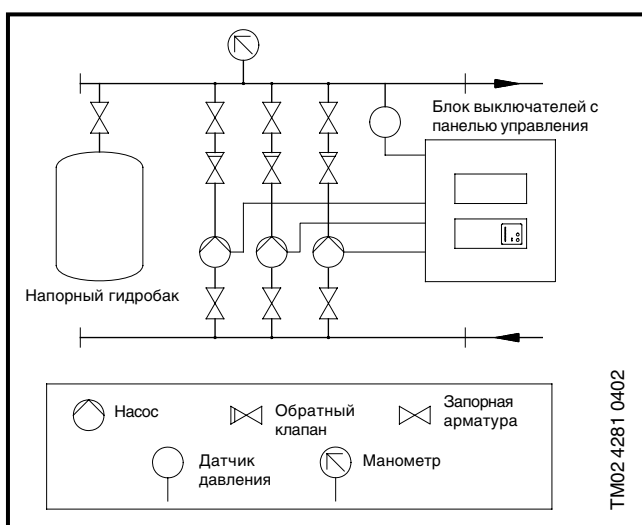 Блок выключателей с
панелью управления
Напорный гидробак
Насос
Обратный
клапан
Запорная
арматура
Датчик
давления
Манометр
TM02 4281 0402